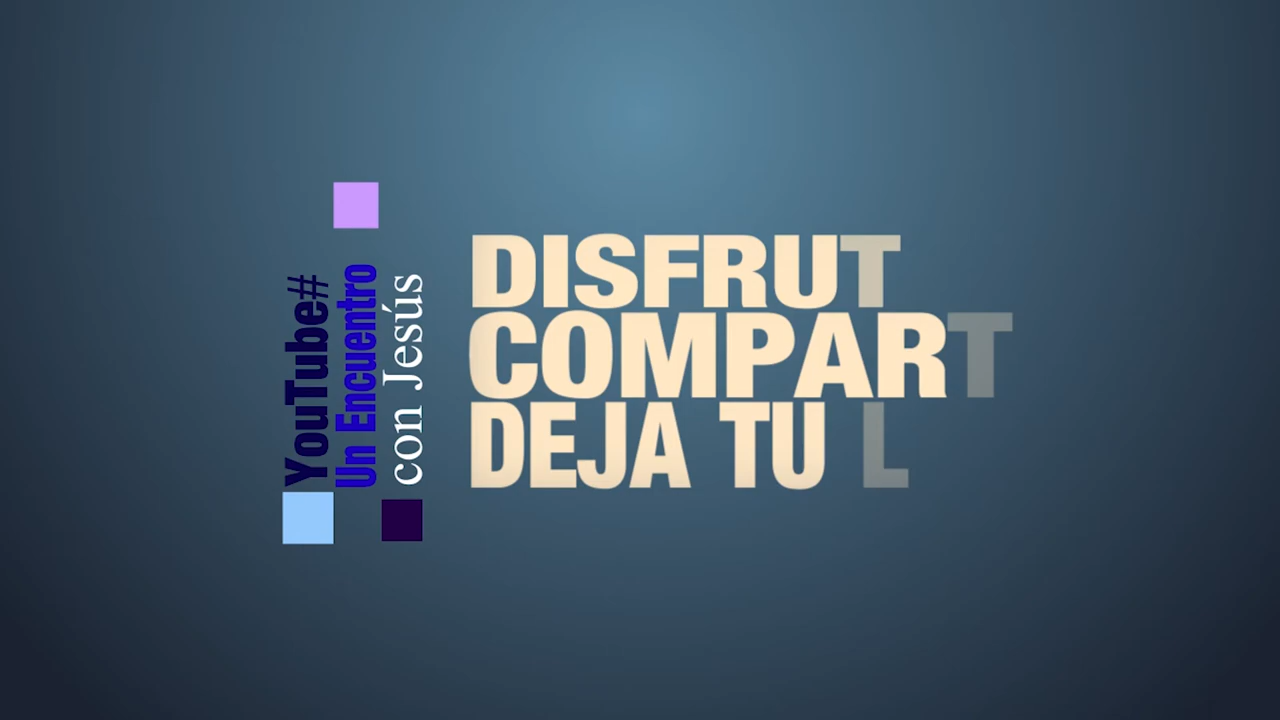 YouTube#
Un Encuentro
con Jesús
DISFRUT
COMPART
DEJA TU L